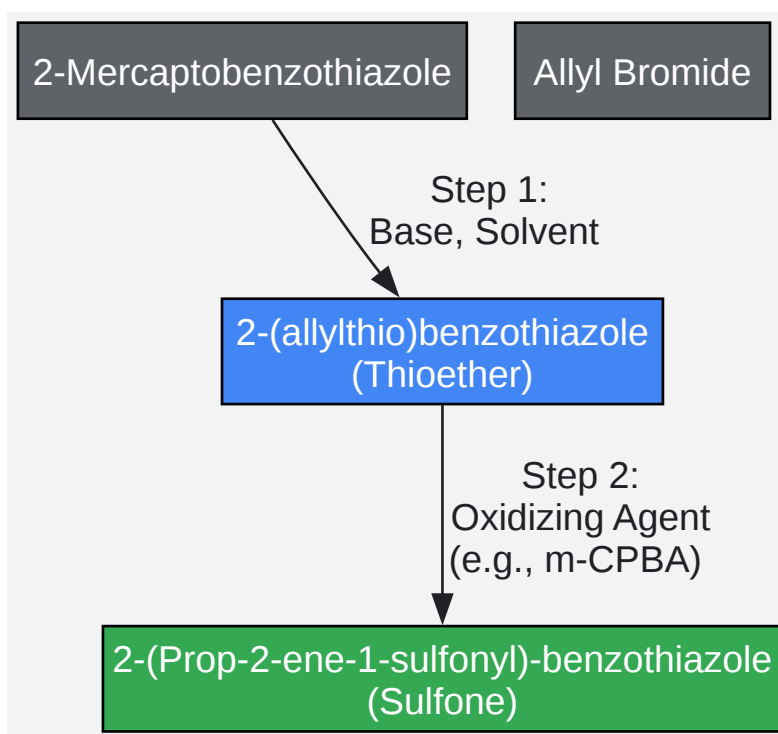 2-Mercaptobenzothiazole
Allyl Bromide
Step 1:
Base, Solvent
2-(allylthio)benzothiazole
(Thioether)
Step 2:
Oxidizing Agent
(e.g., m-CPBA)
2-(Prop-2-ene-1-sulfonyl)-benzothiazole
(Sulfone)